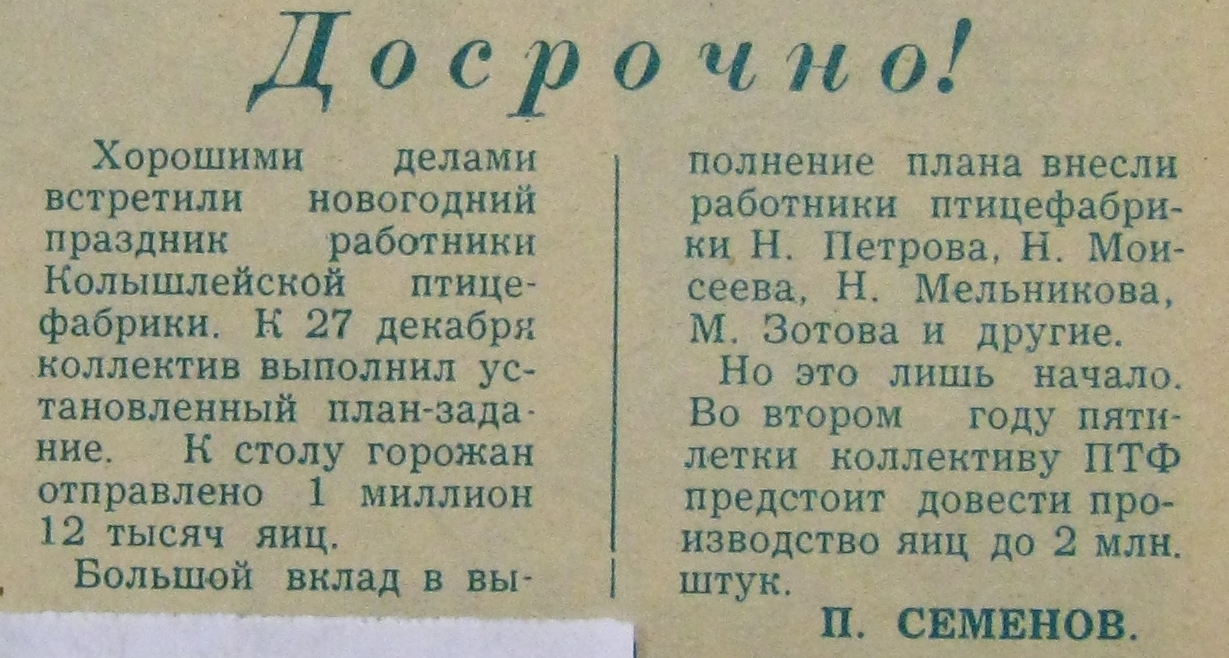 Досрочно!
Хорошими делами
встретили новогодний
праздник работники
Колышлейской птице-
фабрики. К 27 декабря
коллектив выполнил ус-
тановленный план-зада-
ние. К столу горожан
отправлено 1 миллион
12 тысяч яиц.
Большой вклад в вы-
полнение плана внесли
работники птицефабри-
ки Н. Петрова, Н. Мои-
сеева, Н. Мельникова,
М. Зотова и другие.
Но это лишь начало.
Во втором году пяти-
летки коллективу ПТФ
предстоит довести про-
изводство яиц до 2 млн.
штук.
П. СЕМЕНОВ.